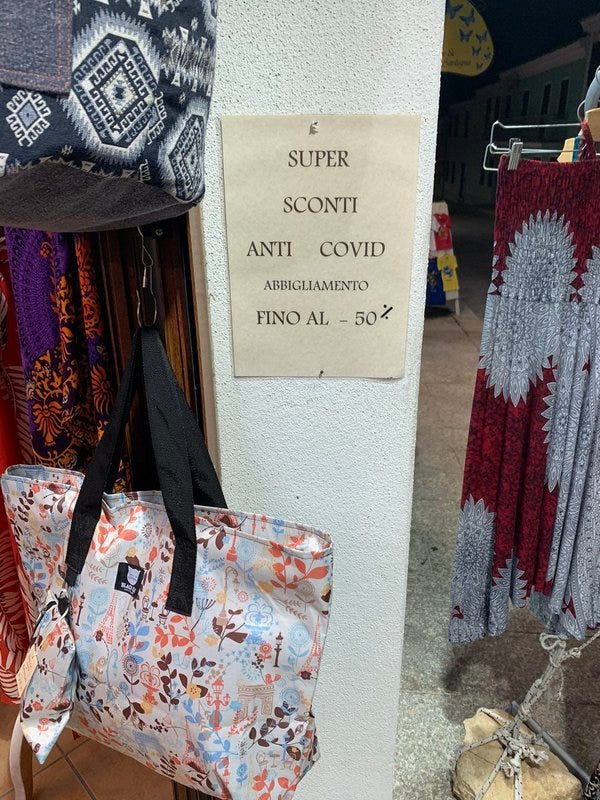 SUPER
SCONTI
ANTI COVID
ABBIGLIAMENTO
FINO AL - 50%